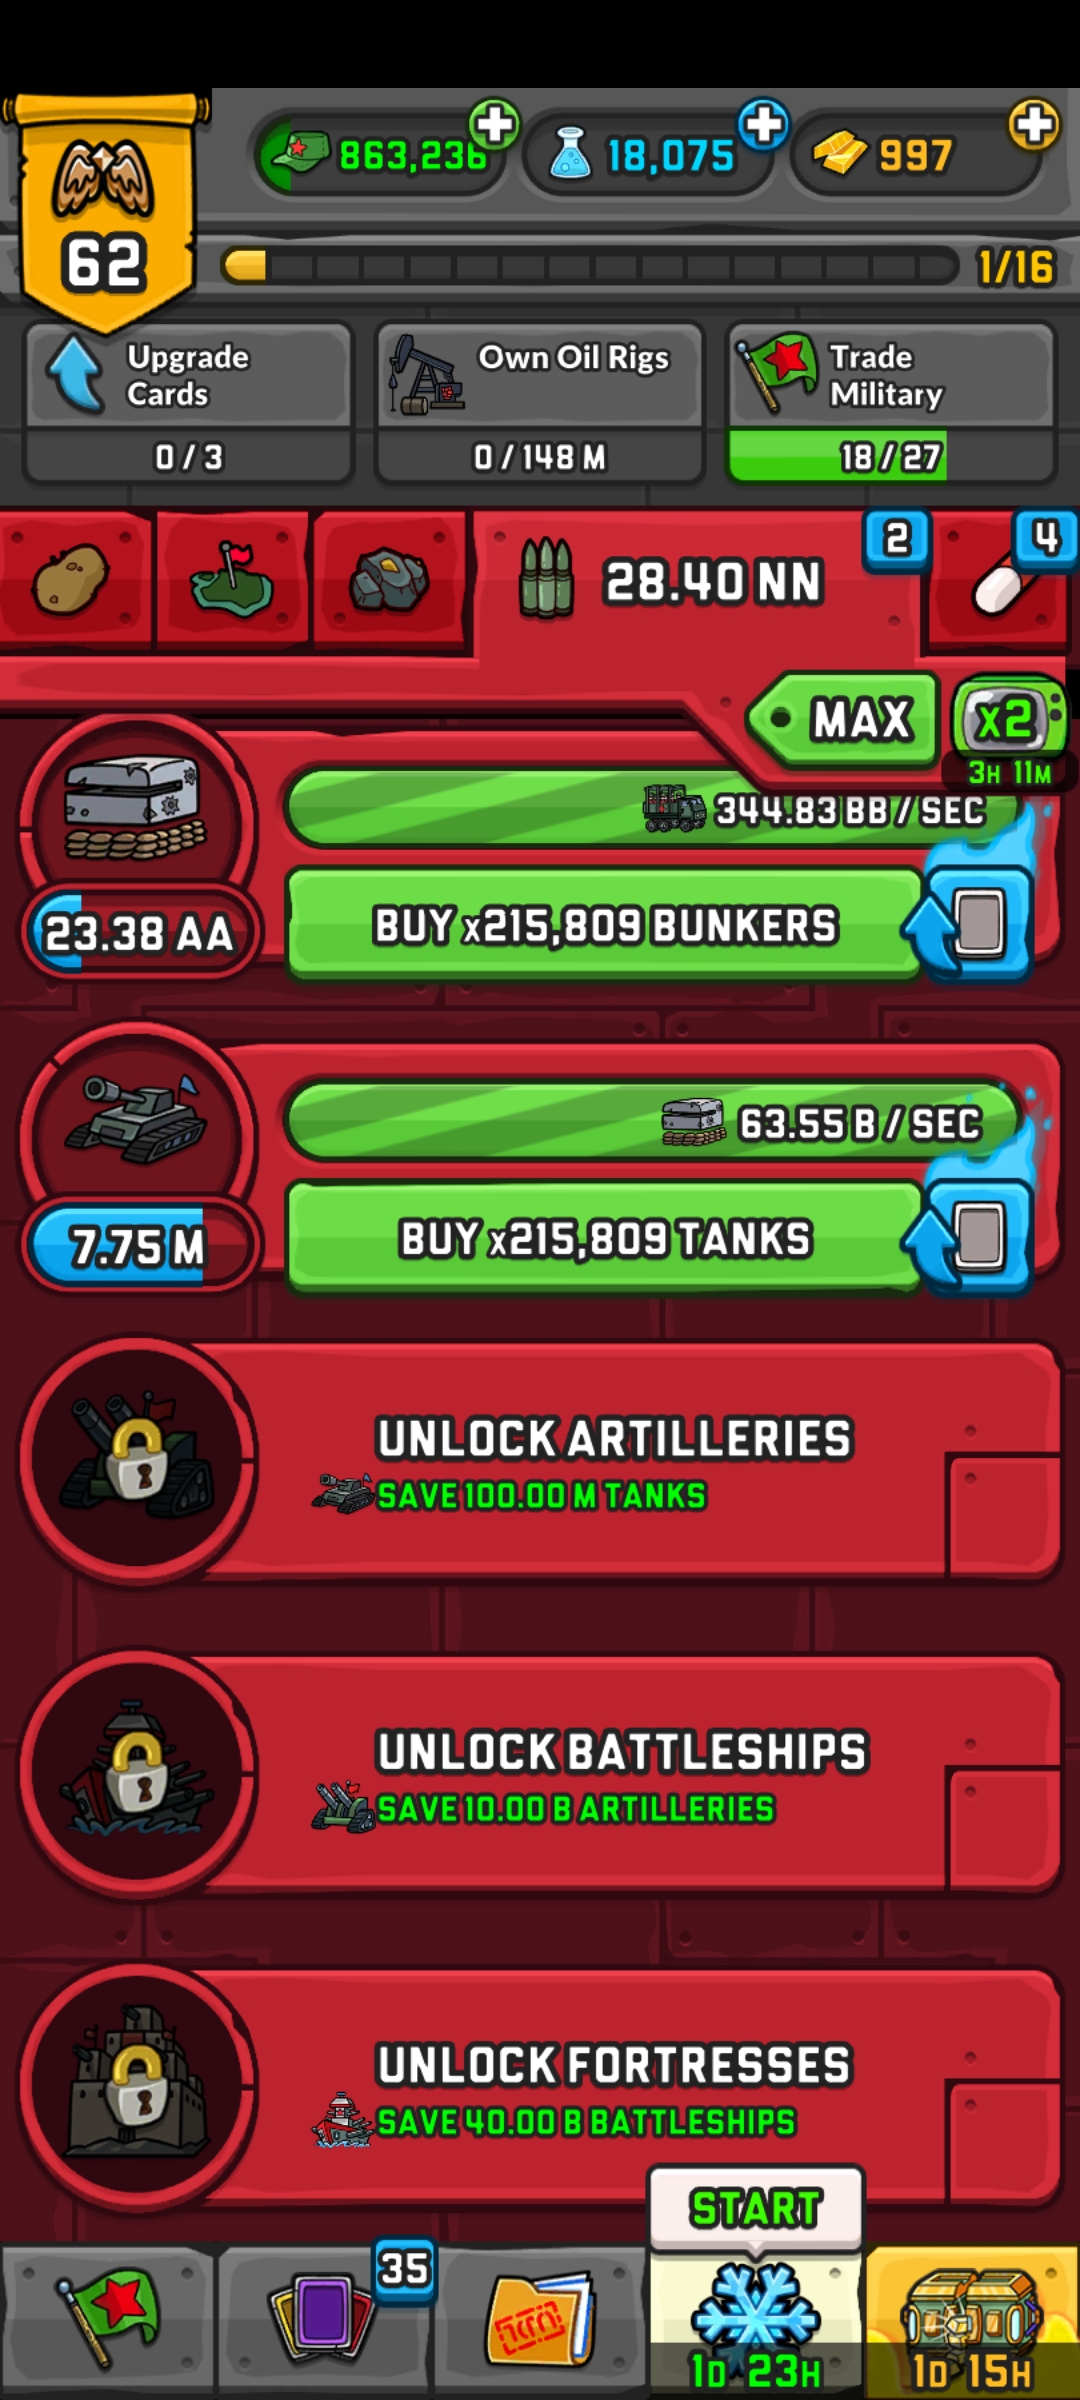 863,236
18,075
997
62
1/16
Upgrade
Cards
0 / 3
Own Oil Rigs
0 / 148 M
Trade
Military
18 / 27
28.40 NN
2
4
MAX
x2
3H 11M
344.83 BB / SEC
23.38 AA
BUY x215,809 BUNKERS
63.55 B / SEC
7.75 M
BUY x215,809 TANKS
UNLOCK ARTILLERIES
SAVE 100.00 M TANKS
UNLOCK BATTLESHIPS
SAVE 10.00 B ARTILLERIES
UNLOCK FORTRESSES
SAVE 40.00 B BATTLESHIPS
START
35
1D 23H
1D 15H